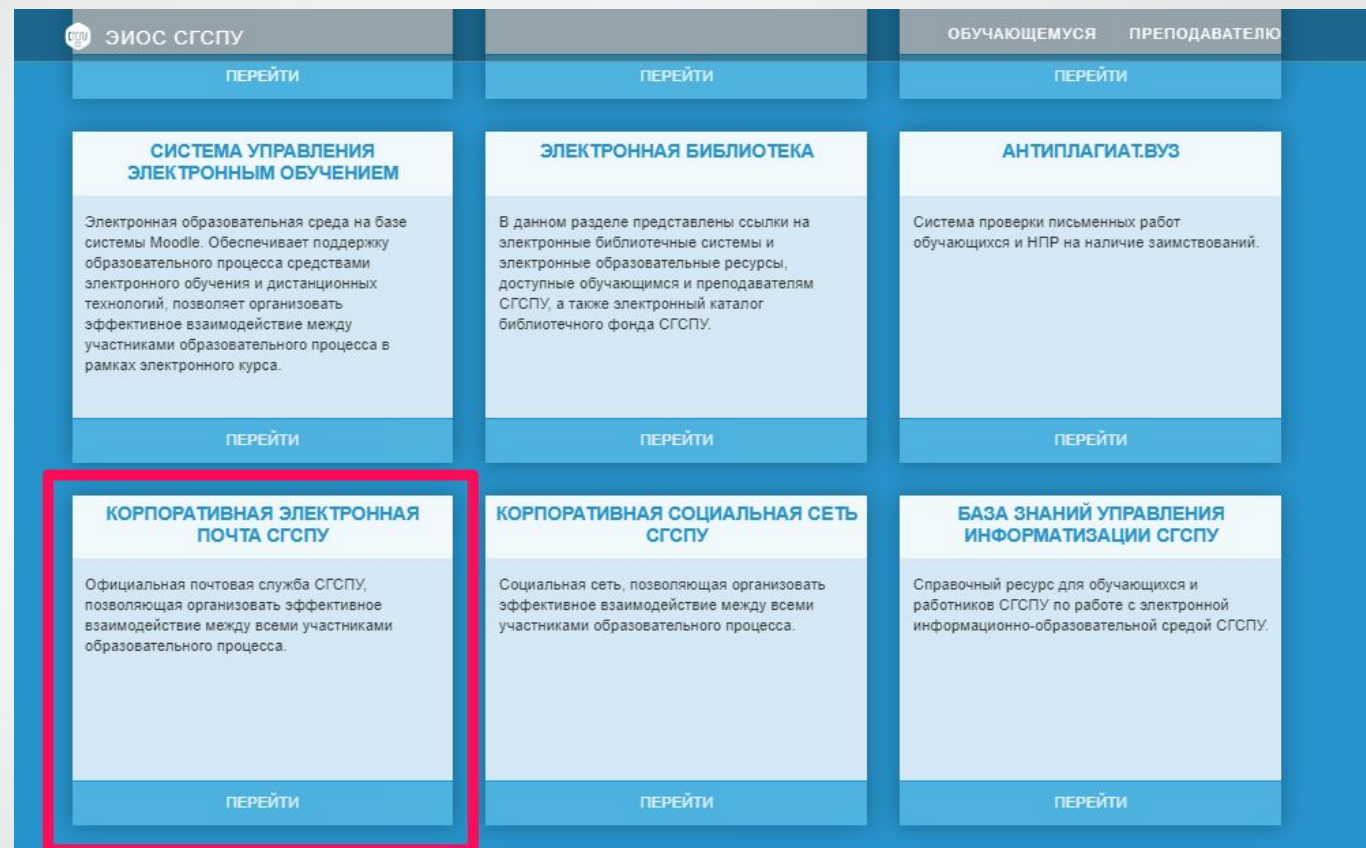 ЭИОС СГСПУ
ОБУЧАЮЩЕМУСЯ ПРЕПОДАВАТЕЛЮ
ПЕРЕЙТИ
ПЕРЕЙТИ
ПЕРЕЙТИ
СИСТЕМА УПРАВЛЕНИЯ
ЭЛЕКТРОННЫМ ОБУЧЕНИЕМ
Электронная образовательная среда на базе
системы Moodle. Обеспечивает поддержку
образовательного процесса средствами
электронного обучения и дистанционных
технологий, позволяет организовать
эффективное взаимодействие между
участниками образовательного процесса в
рамках электронного курса.
ПЕРЕЙТИ
ЭЛЕКТРОННАЯ БИБЛИОТЕКА
В данном разделе представлены ссылки на
электронные библиотечные системы и
электронные образовательные ресурсы,
доступные обучающимся и преподавателям
СГСПУ, а также электронный каталог
библиотечного фонда СГСПУ.
ПЕРЕЙТИ
АНТИПЛАГИАТ.ВУЗ
Система проверки письменных работ
обучающихся и НПР на наличие заимствований.
ПЕРЕЙТИ
КОРПОРАТИВНАЯ ЭЛЕКТРОННАЯ
ПОЧТА СГСПУ
Официальная почтовая служба СГСПУ,
позволяющая организовать эффективное
взаимодействие между всеми участниками
образовательного процесса.
ПЕРЕЙТИ
КОРПОРАТИВНАЯ СОЦИАЛЬНАЯ СЕТЬ
СГСПУ
Социальная сеть, позволяющая организовать
эффективное взаимодействие между всеми
участниками образовательного процесса.
ПЕРЕЙТИ
БАЗА ЗНАНИЙ УПРАВЛЕНИЯ
ИНФОРМАТИЗАЦИИ СГСПУ
Справочный ресурс для обучающихся и
работников СГСПУ по работе с электронной
информационно-образовательной средой СГСПУ.
ПЕРЕЙТИ